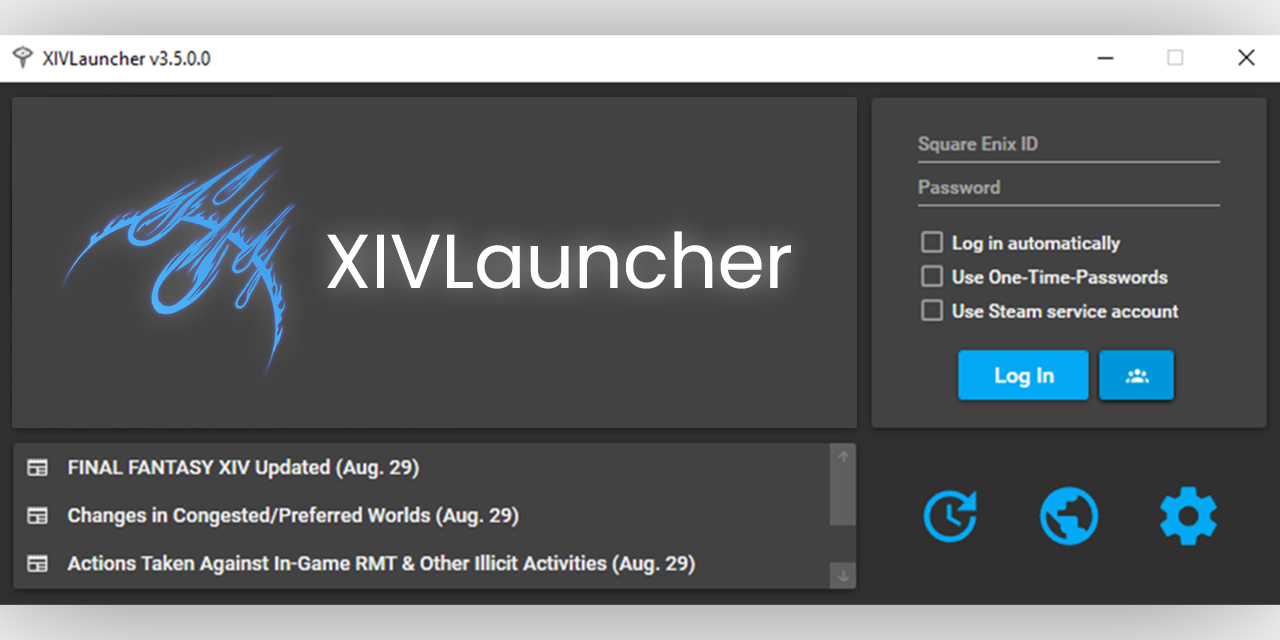 XIVLauncher v3.5.0.0
XIVLauncher
Square Enix ID
Password
Log in automatically
Use One-Time-Passwords
Use Steam service account
Log In
FINAL FANTASY XIV Updated (Aug. 29)
Changes in Congested/Preferred Worlds (Aug. 29)
Actions Taken Against In-Game RMT & Other Illicit Activities (Aug. 29)